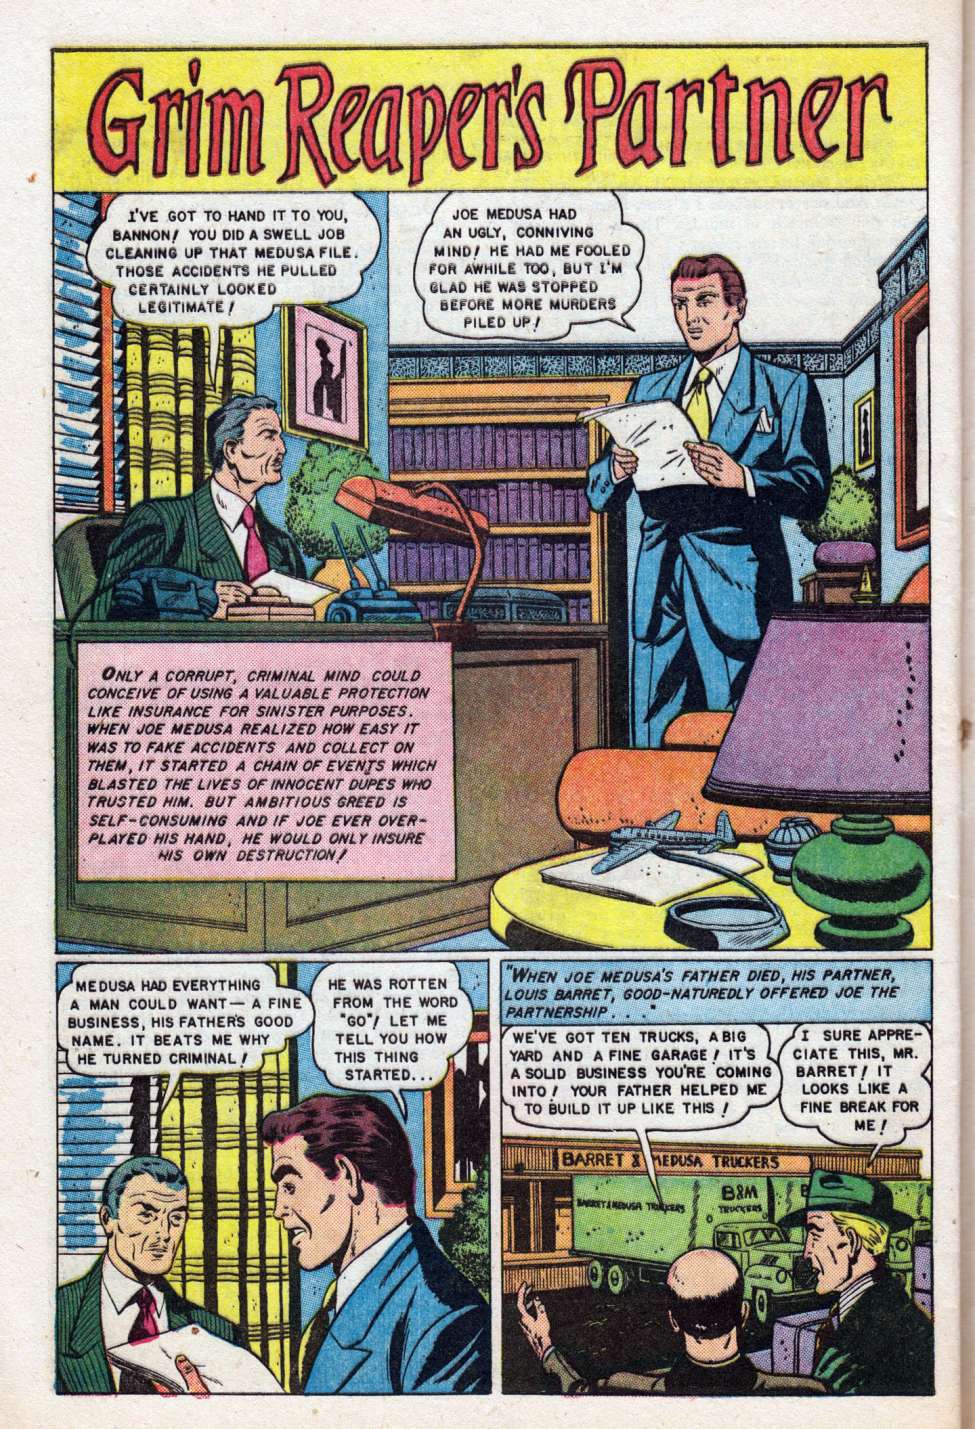 Grim Reaper's Partner
I'VE GOT TO HAND IT TO YOU,
BANNON! YOU DID A SWELL JOB
CLEANING UP THAT MEDUSA FILE.
THOSE ACCIDENTS HE PULLED
CERTAINLY LOOKED
LEGITIMATE!
JOE MEDUSA HAD
AN UGLY, CONNIVING
MIND! HE HAD ME FOOLED
FOR AWHILE TOO, BUT I'M
GLAD HE WAS STOPPED
BEFORE MORE MURDERS
PILED UP!
ONLY A CORRUPT, CRIMINAL MIND COULD
CONCEIVE OF USING A VALUABLE PROTECTION
LIKE INSURANCE FOR SINISTER PURPOSES.
WHEN JOE MEDUSA REALIZED HOW EASY IT
WAS TO FAKE ACCIDENTS AND COLLECT ON
THEM, IT STARTED A CHAIN OF EVENTS WHICH
BLASTED THE LIVES OF INNOCENT DUPES WHO
TRUSTED HIM. BUT AMBITIOUS GREED IS
SELF-CONSUMING AND IF JOE EVER OVER-
PLAYED HIS HAND, HE WOULD ONLY INSURE
HIS OWN DESTRUCTION!
MEDUSA HAD EVERYTHING
A MAN COULD WANT — A FINE
BUSINESS, HIS FATHER'S GOOD
NAME. IT BEATS ME WHY
HE TURNED CRIMINAL!
HE WAS ROTTEN
FROM THE WORD
"GO"! LET ME
TELL YOU HOW
THIS THING
STARTED...
"WHEN JOE MEDUSA'S FATHER DIED, HIS PARTNER,
LOUIS BARRET, GOOD-NATUREDLY OFFERED JOE THE
PARTNERSHIP . . . ."
WE'VE GOT TEN TRUCKS, A BIG
YARD AND A FINE GARAGE! IT'S
A SOLID BUSINESS YOU'RE COMING
INTO! YOUR FATHER HELPED ME
TO BUILD IT UP LIKE THIS!
I SURE APPRE-
CIATE THIS, MR.
BARRET! IT
LOOKS LIKE A
FINE BREAK FOR
ME!
BARRET & MEDUSA TRUCKERS
BARRET & MEDUSA TRUCKERS
B&M
TRUCKERS
B